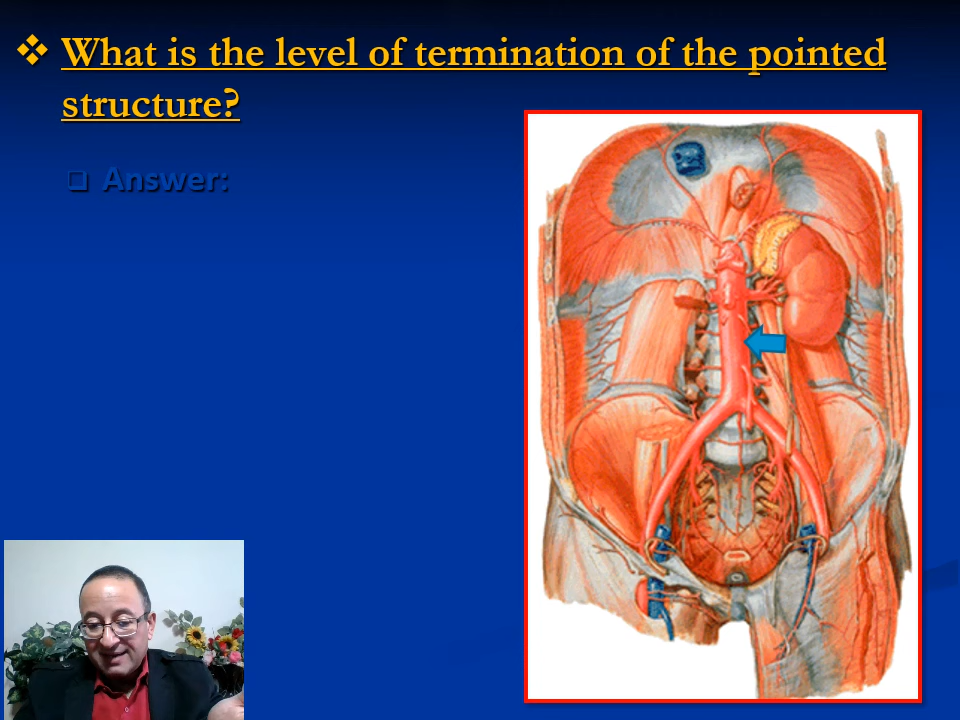 What is the level of termination of the pointed
structure?
Answer: